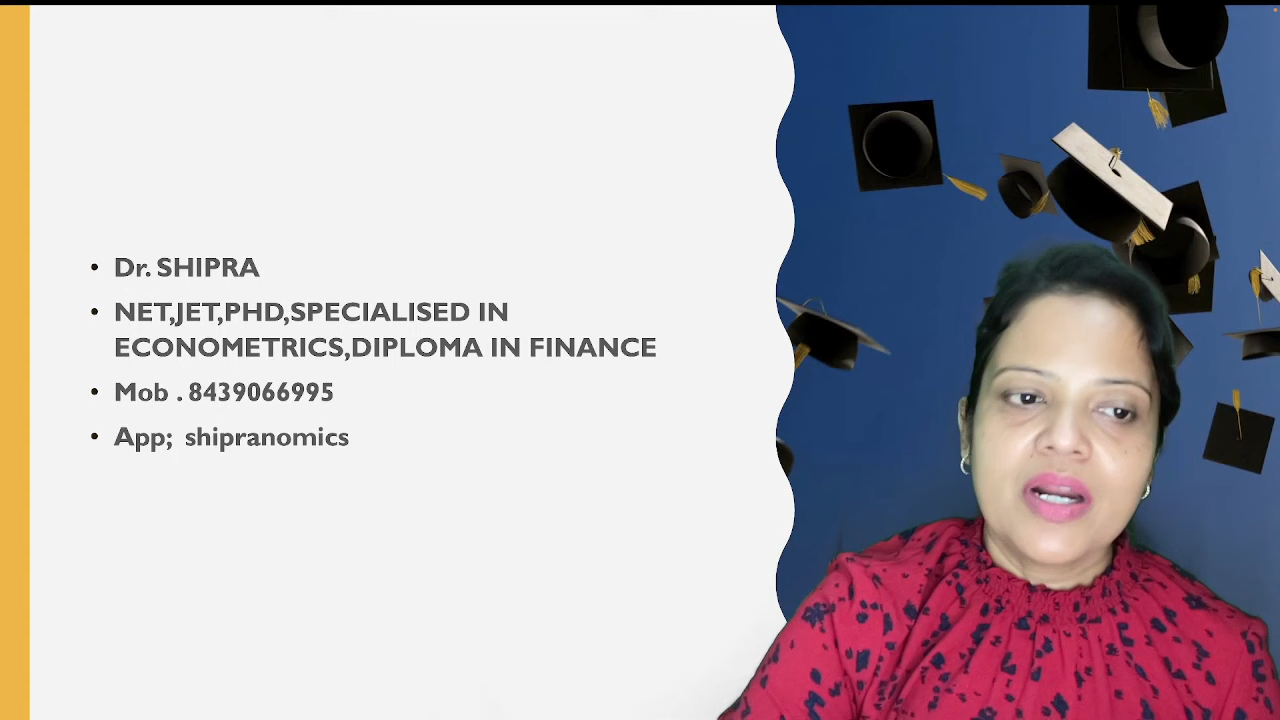 Dr. SHIPRA
NET,JET,PHD,SPECIALISED IN
ECONOMETRICS,DIPLOMA IN FINANCE
Mob . 8439066995
App; shipranomics